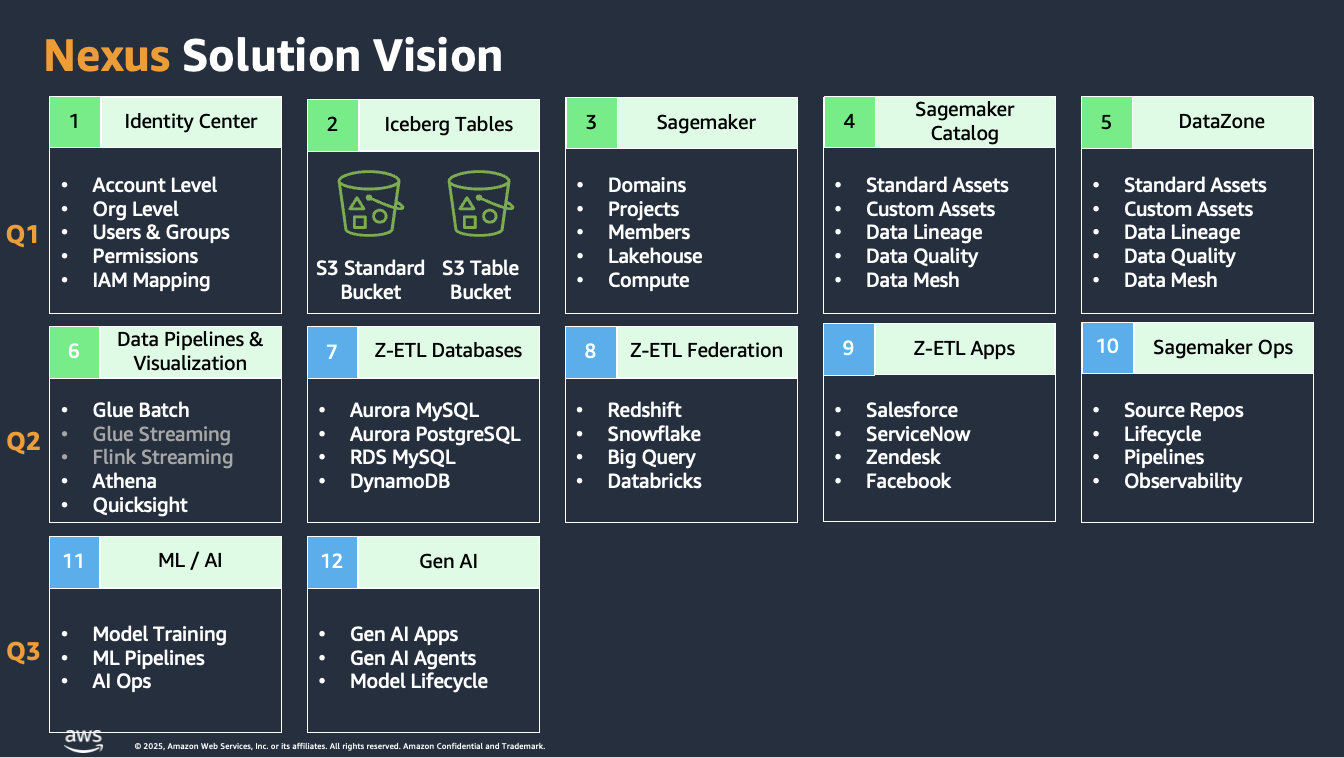 Nexus Solution Vision
Q1
1
Identity Center
• Account Level
• Org Level
• Users & Groups
• Permissions
• IAM Mapping
2
Iceberg Tables
S3 Standard
Bucket
S3 Table
Bucket
3
Sagemaker
• Domains
• Projects
• Members
• Lakehouse
• Compute
4
Sagemaker
Catalog
• Standard Assets
• Custom Assets
• Data Lineage
• Data Quality
• Data Mesh
5
DataZone
• Standard Assets
• Custom Assets
• Data Lineage
• Data Quality
• Data Mesh
Q2
6
Data Pipelines &
Visualization
• Glue Batch
• Glue Streaming
• Flink Streaming
• Athena
• Quicksight
7
Z-ETL Databases
• Aurora MySQL
• Aurora PostgreSQL
• RDS MySQL
• DynamoDB
8
Z-ETL Federation
• Redshift
• Snowflake
• Big Query
• Databricks
9
Z-ETL Apps
• Salesforce
• ServiceNow
• Zendesk
• Facebook
10
Sagemaker Ops
• Source Repos
• Lifecycle
• Pipelines
• Observability
Q3
11
ML / AI
• Model Training
• ML Pipelines
• AI Ops
12
Gen AI
• Gen AI Apps
• Gen AI Agents
• Model Lifecycle
aws
© 2025, Amazon Web Services, Inc. or its affiliates. All rights reserved. Amazon Confidential and Trademark.